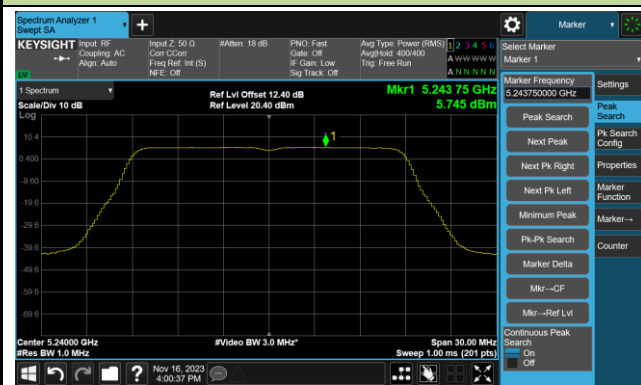 Spectrum Analyzer 1
Swept SA
Marker
KEYSIGHT
Input: RF
Coupling: AC
Align: Auto
Input Z: 50 Ω
Corr CCorr
Freq Ref: Int (S)
NFE: Off
#Atten: 18 dB
PNO: Fast
Gate: Off
IF Gain: Low
Sig Track: Off
Avg Type: Power (RMS)
Avg|Hold: 400/400
Trig: Free Run
1 2 3 4 5 6
A W W W W W
A N N N N N
Select Marker
Marker 1
1 Spectrum
Scale/Div 10 dB
Log
Ref Lvl Offset 12.40 dB
Ref Level 20.40 dBm
Mkr1 5.243 75 GHz
5.745 dBm
10.4
0.400
-9.60
-19.6
-29.6
-39.6
-49.6
-59.6
-69.6
1
Center 5.24000 GHz
#Res BW 1.0 MHz
#Video BW 3.0 MHz*
Span 30.00 MHz
Sweep 1.00 ms (201 pts)
Marker Frequency
5.243750000 GHz
Peak Search
Next Peak
Next Pk Right
Next Pk Left
Minimum Peak
Pk-Pk Search
Marker Delta
Mkr→CF
Mkr→Ref Lvl
Continuous Peak
Search
On
Off
Settings
Peak
Search
Pk Search
Config
Properties
Marker
Function
Marker→
Counter
Nov 16, 2023
4:00:37 PM